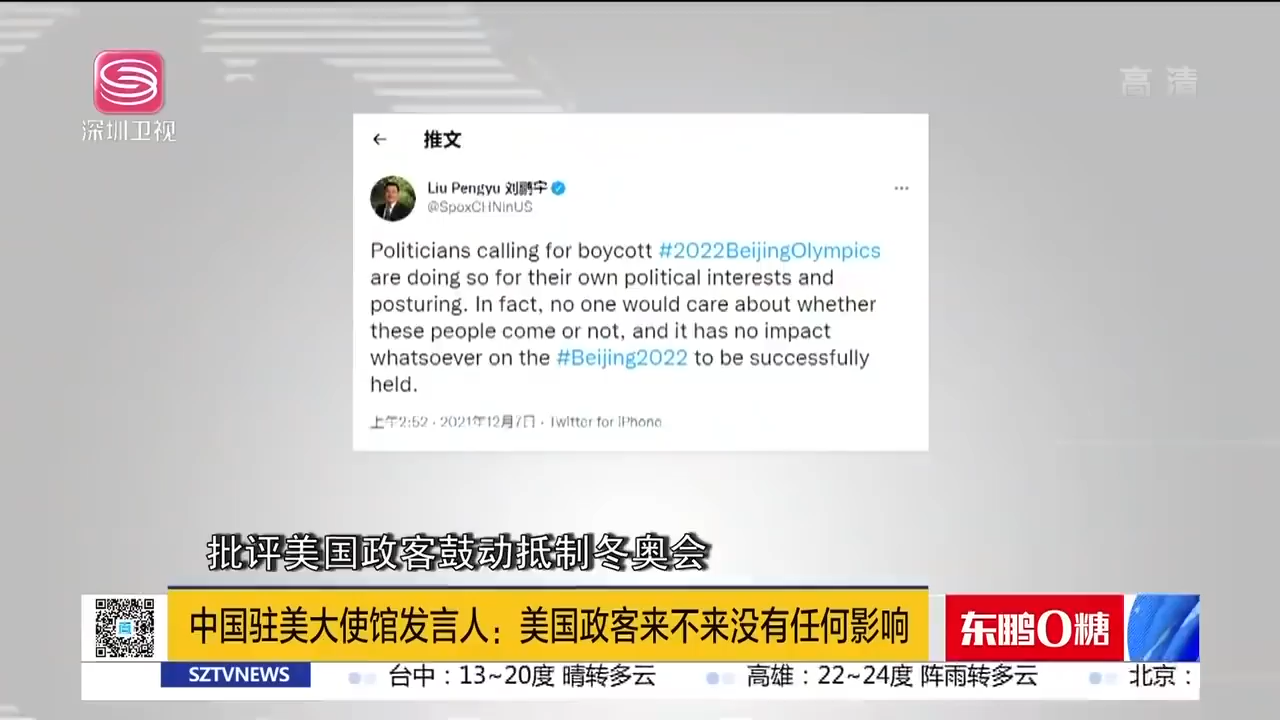 深圳卫视
高清
推文
Liu Pengyu 刘鹏宇
@SpoxCHNinUS
Politicians calling for boycott #2022BeijingOlympics
are doing so for their own political interests and
posturing. In fact, no one would care about whether
these people come or not, and it has no impact
whatsoever on the #Beijing2022 to be successfully
held.
上午2:52 · 2021年12月7日 · Twitter for iPhone
批评美国政客鼓动抵制冬奥会
中国驻美大使馆发言人：美国政客来不来没有任何影响
东鹏0糖
SZTVNEWS
台中：13~20度 晴转多云
高雄：22~24度 阵雨转多云
北京：